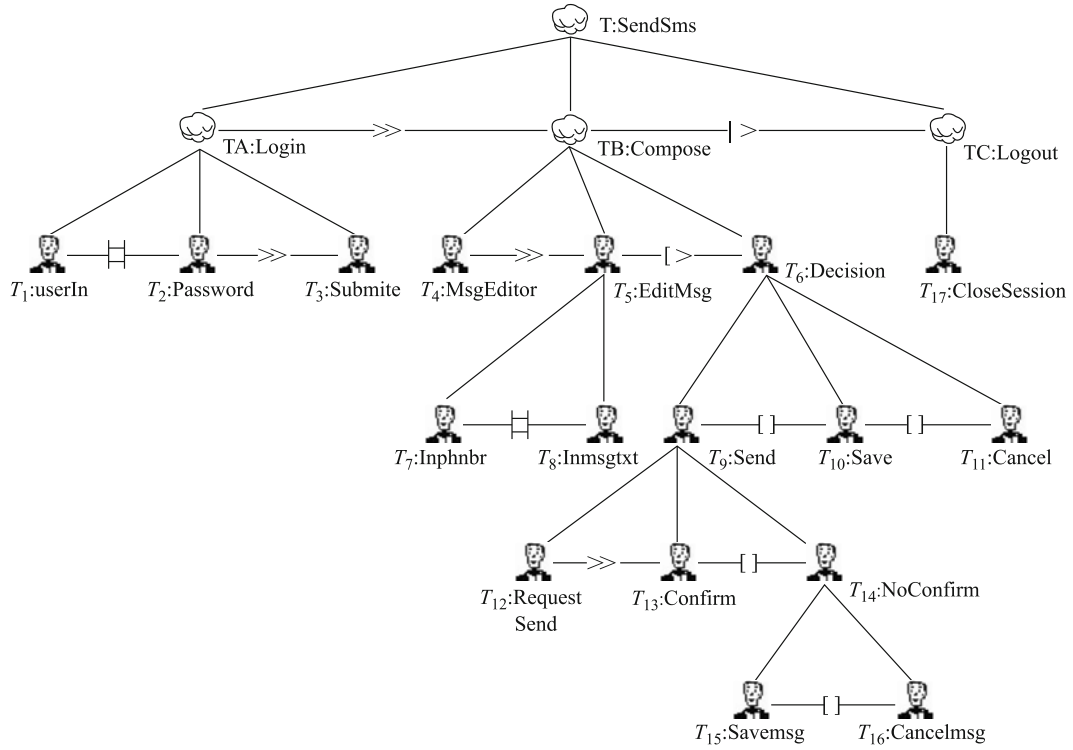 T:SendSms
>>
| >
TA:Login
TB:Compose
TC:Logout
>>
>>
[ >
T1:userIn
T2:Password
T3:Submite
T4:MsgEditor
T5:EditMsg
T6:Decision
T17:CloseSession
[ ]
[ ]
T7:Inphnbr
T8:Inmsgtxt
T9:Send
T10:Save
T11:Cancel
>>
[ ]
T12:Request
Send
T13:Confirm
T14:NoConfirm
[ ]
T15:Savemsg
T16:Cancelmsg